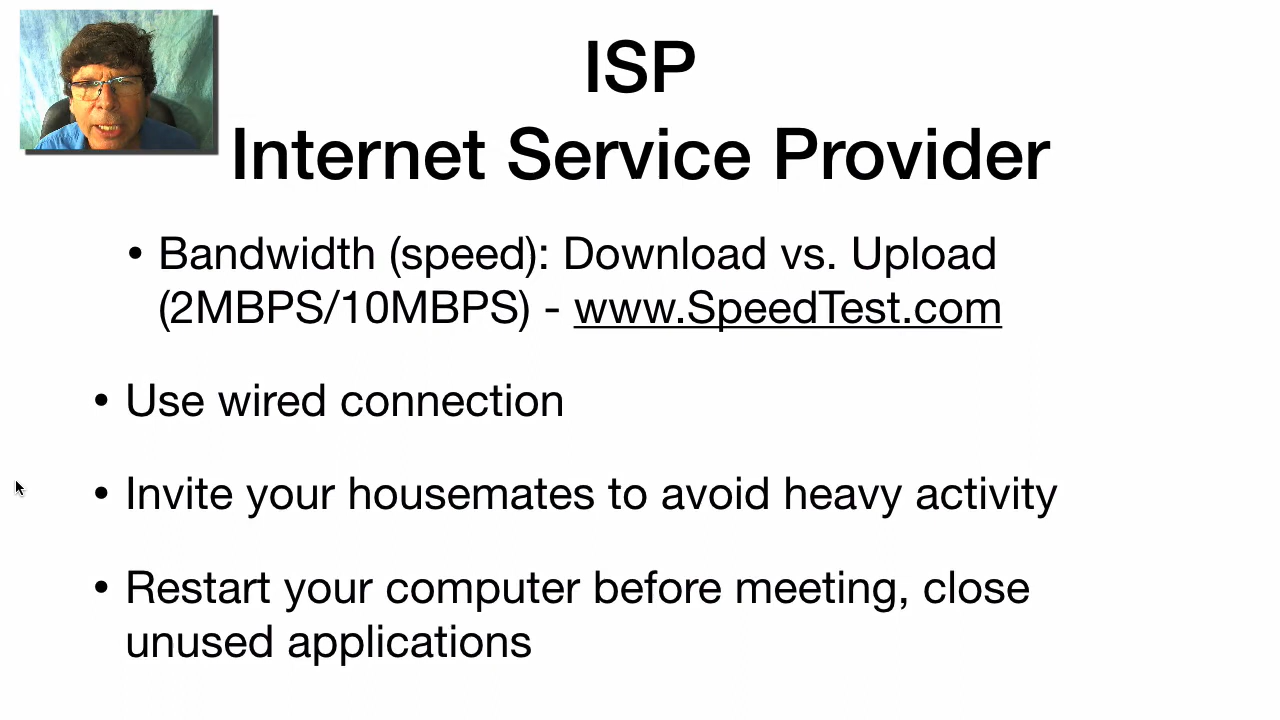 ISP
Internet Service Provider
• Bandwidth (speed): Download vs. Upload
(2MBPS/10MBPS) - www.SpeedTest.com
• Use wired connection
• Invite your housemates to avoid heavy activity
• Restart your computer before meeting, close
unused applications